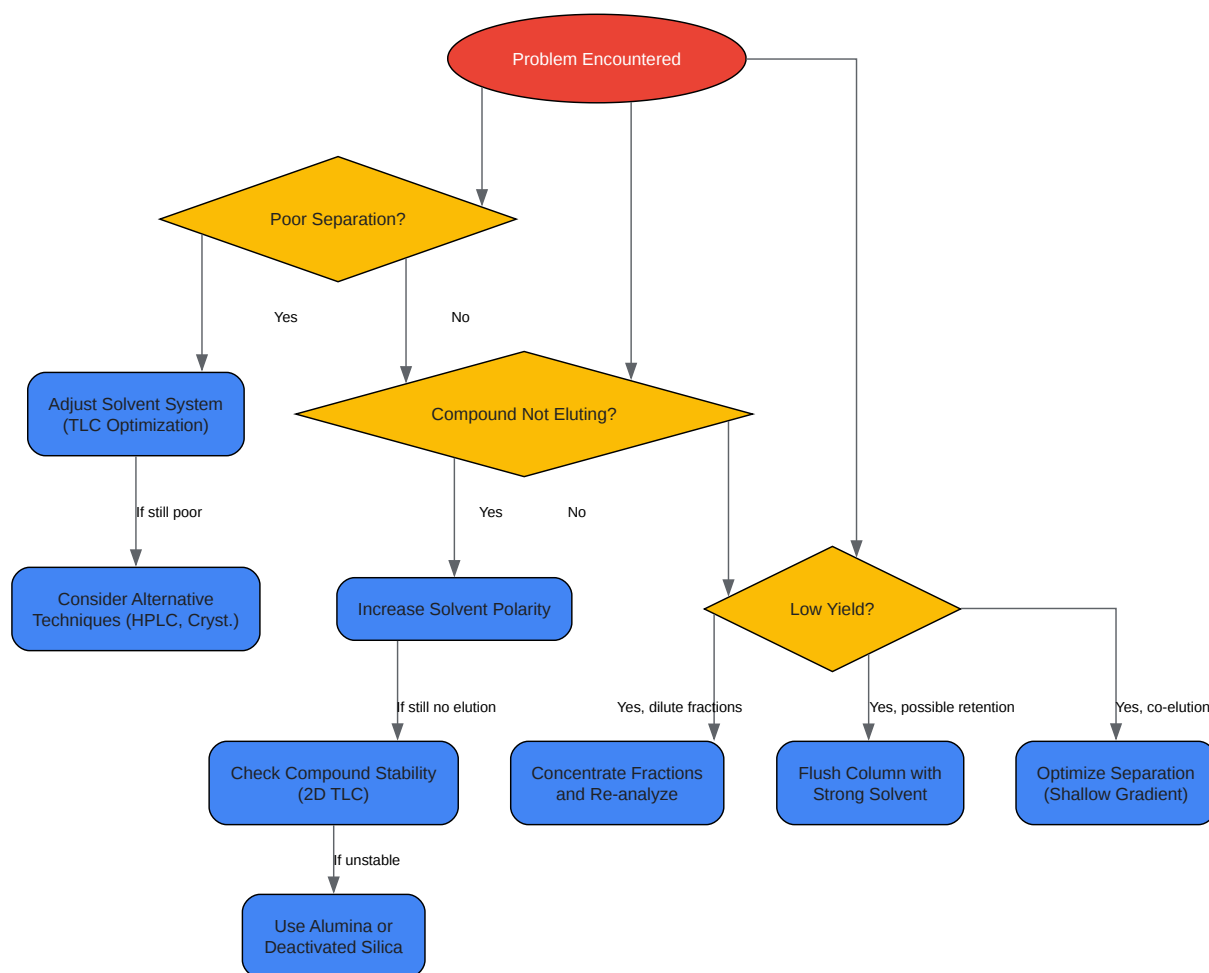 Problem Encountered
Poor Separation?
Yes
No
Adjust Solvent System
(TLC Optimization)
Compound Not Eluting?
If still poor
Yes
No
Consider Alternative
Techniques (HPLC, Cryst.)
Increase Solvent Polarity
Low Yield?
If still no elution
Yes, dilute fractions
Yes, possible retention
Yes, co-elution
Check Compound Stability
(2D TLC)
Concentrate Fractions
and Re-analyze
Flush Column with
Strong Solvent
Optimize Separation
(Shallow Gradient)
If unstable
Use Alumina or
Deactivated Silica